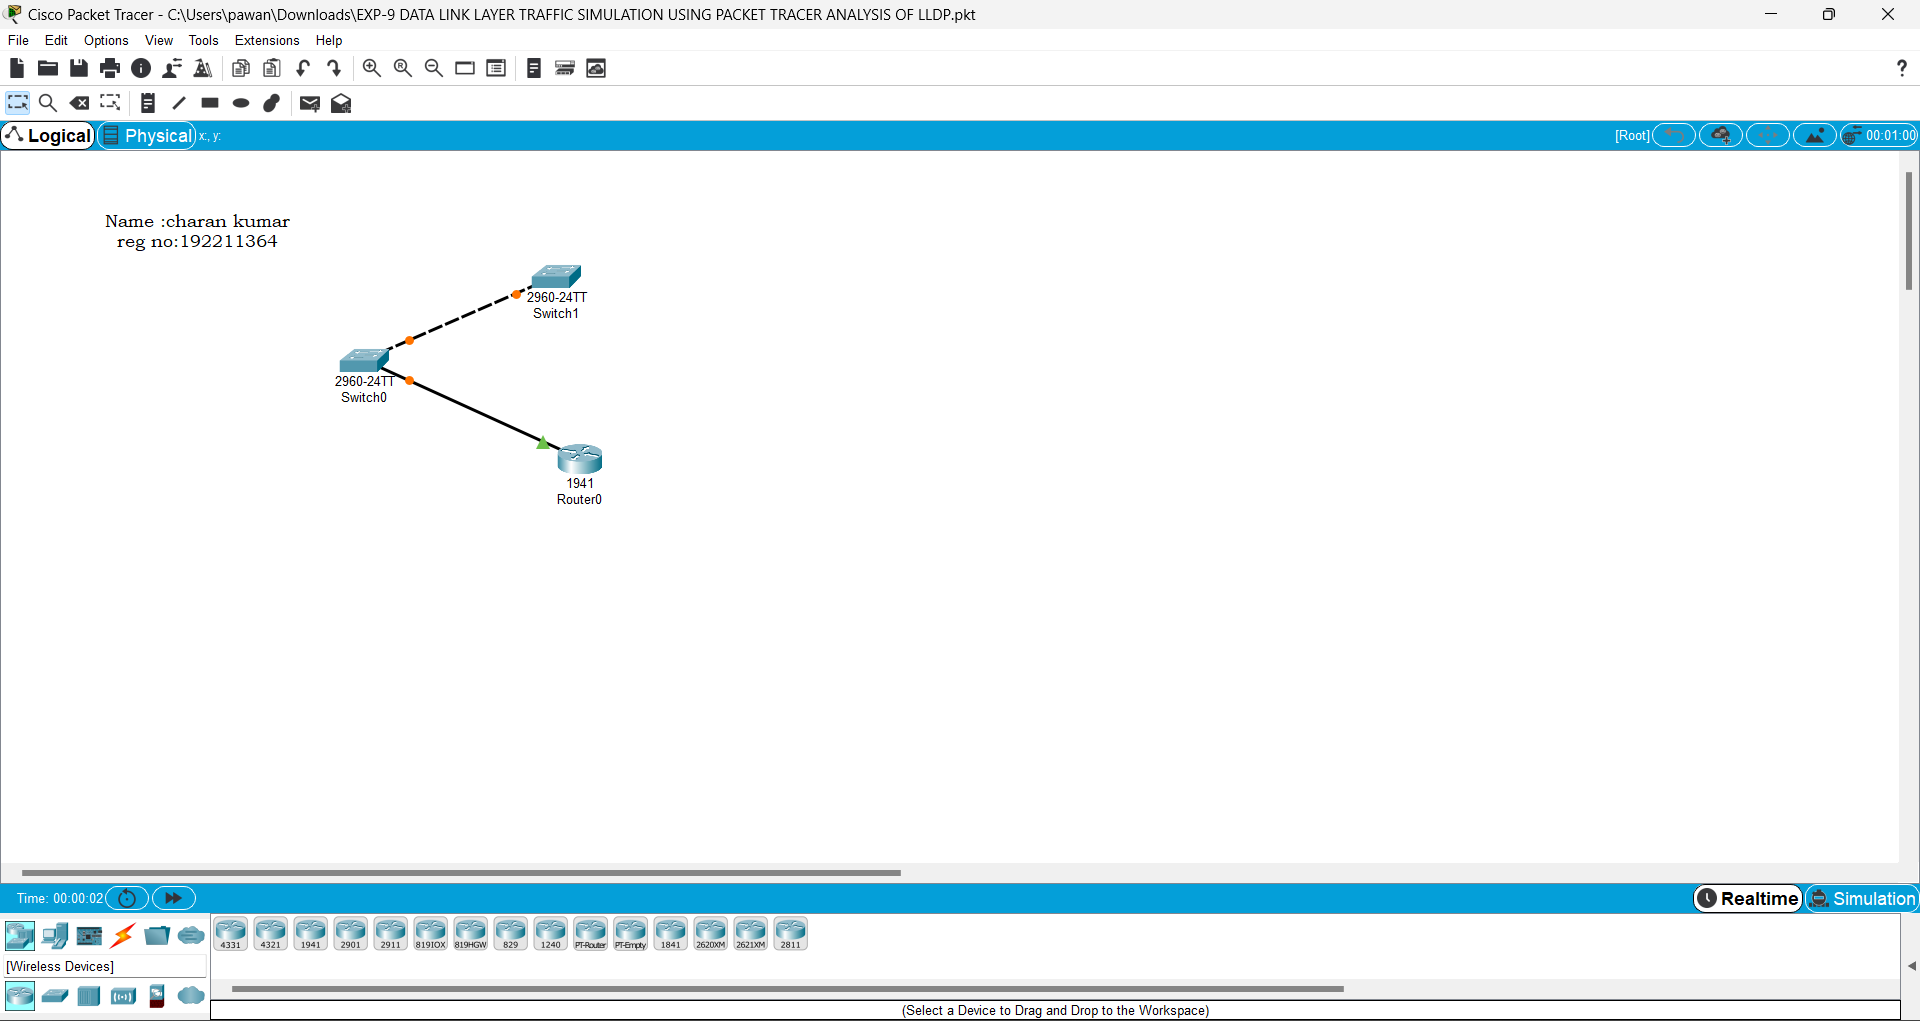 Cisco Packet Tracer - C:\Users\pawan\Downloads\EXP-9 DATA LINK LAYER TRAFFIC SIMULATION USING PACKET TRACER ANALYSIS OF LLDP.pkt
File Edit Options View Tools Extensions Help
?
Logical Physical x:, y: [Root] 00:01:00
Name :charan kumar
reg no:192211364
2960-24TT
Switch1
2960-24TT
Switch0
1941
Router0
Time: 00:00:02 Realtime Simulation
4331 4321 1941 2901 2911 819IOX 819HGW 829 1240 PT-Router PT-Empty 1841 2620XM 2621XM 2811
[Wireless Devices]
(Select a Device to Drag and Drop to the Workspace)